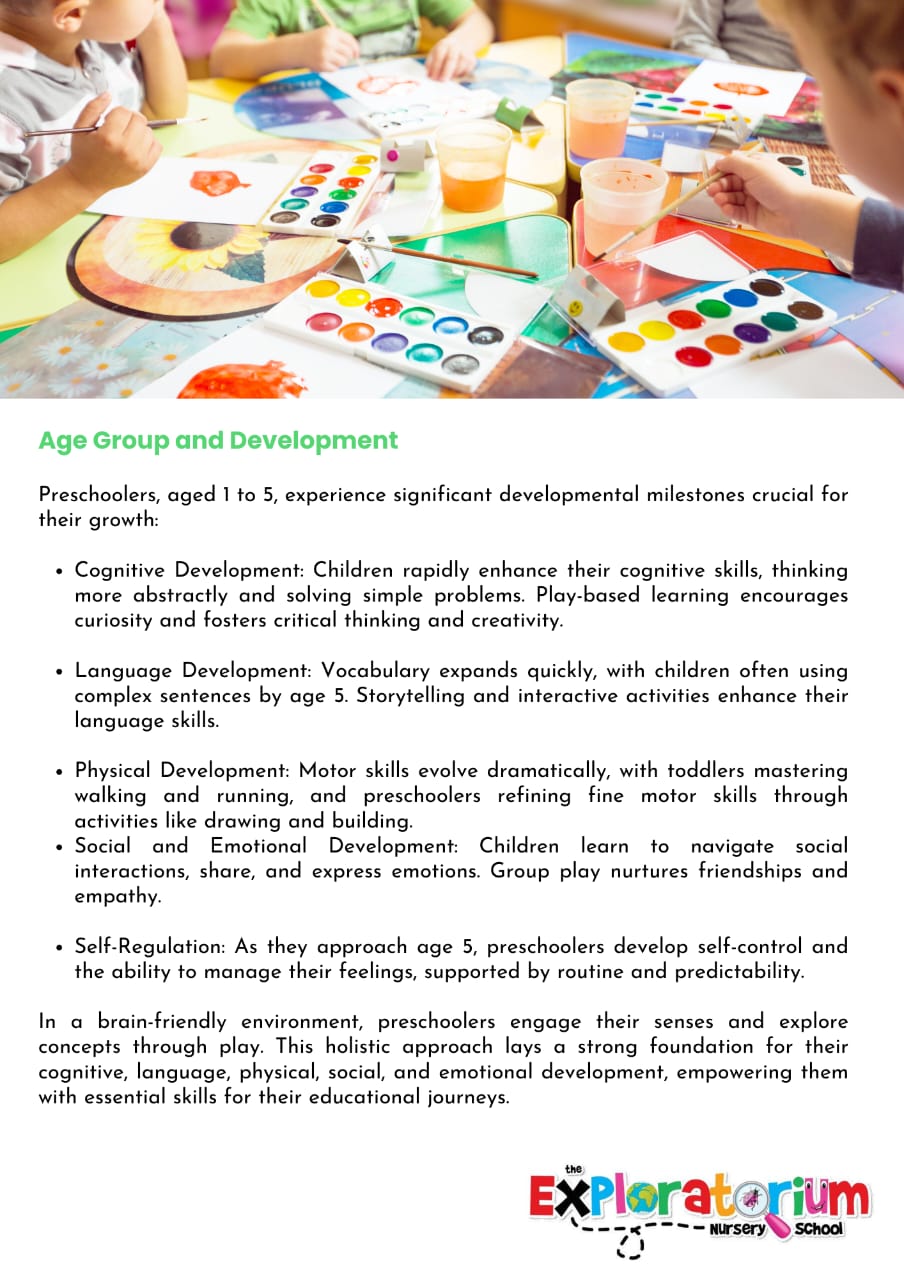 Age Group and Development
Preschoolers, aged 1 to 5, experience significant developmental milestones crucial for
their growth:
• Cognitive Development: Children rapidly enhance their cognitive skills, thinking
more abstractly and solving simple problems. Play-based learning encourages
curiosity and fosters critical thinking and creativity.
• Language Development: Vocabulary expands quickly, with children often using
complex sentences by age 5. Storytelling and interactive activities enhance their
language skills.
• Physical Development: Motor skills evolve dramatically, with toddlers mastering
walking and running, and preschoolers refining fine motor skills through
activities like drawing and building.
• Social and Emotional Development: Children learn to navigate social
interactions, share, and express emotions. Group play nurtures friendships and
empathy.
• Self-Regulation: As they approach age 5, preschoolers develop self-control and
the ability to manage their feelings, supported by routine and predictability.
In a brain-friendly environment, preschoolers engage their senses and explore
concepts through play. This holistic approach lays a strong foundation for their
cognitive, language, physical, social, and emotional development, empowering them
with essential skills for their educational journeys.
the
Exploratorium
Nursery School